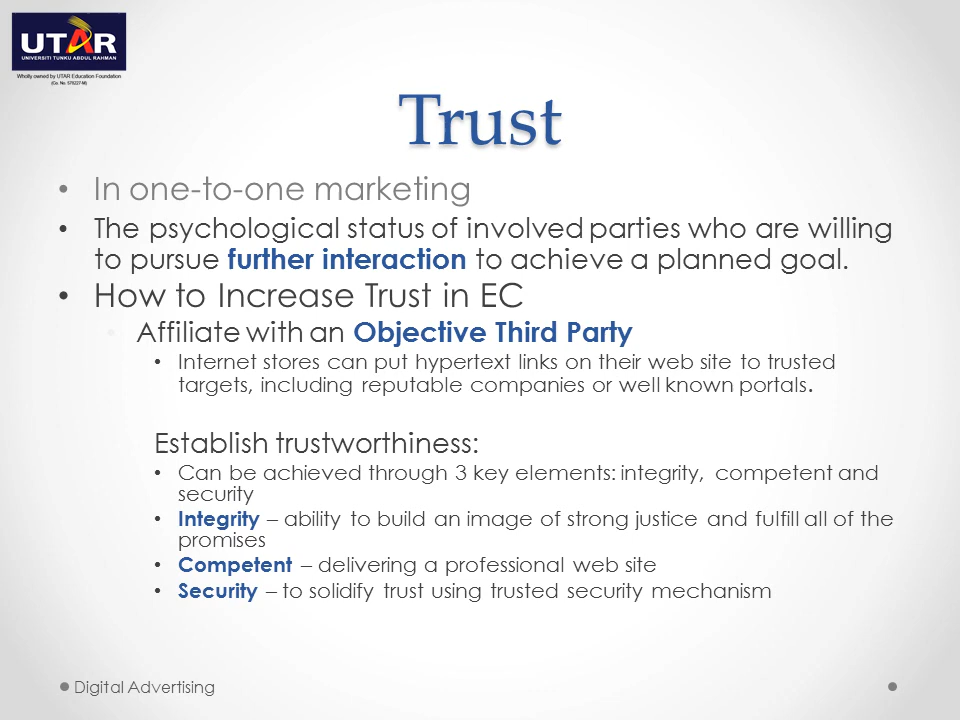 UTAR
UNIVERSITI TUNKU ABDUL RAHMAN
Wholly owned by UTAR Education Foundation
(Co. No. 578227-M)
Trust
• In one-to-one marketing
• The psychological status of involved parties who are willing
to pursue further interaction to achieve a planned goal.
• How to Increase Trust in EC
• Affiliate with an Objective Third Party
• Internet stores can put hypertext links on their web site to trusted
targets, including reputable companies or well known portals.
Establish trustworthiness:
• Can be achieved through 3 key elements: integrity, competent and
security
• Integrity – ability to build an image of strong justice and fulfill all of the
promises
• Competent – delivering a professional web site
• Security – to solidify trust using trusted security mechanism
Digital Advertising